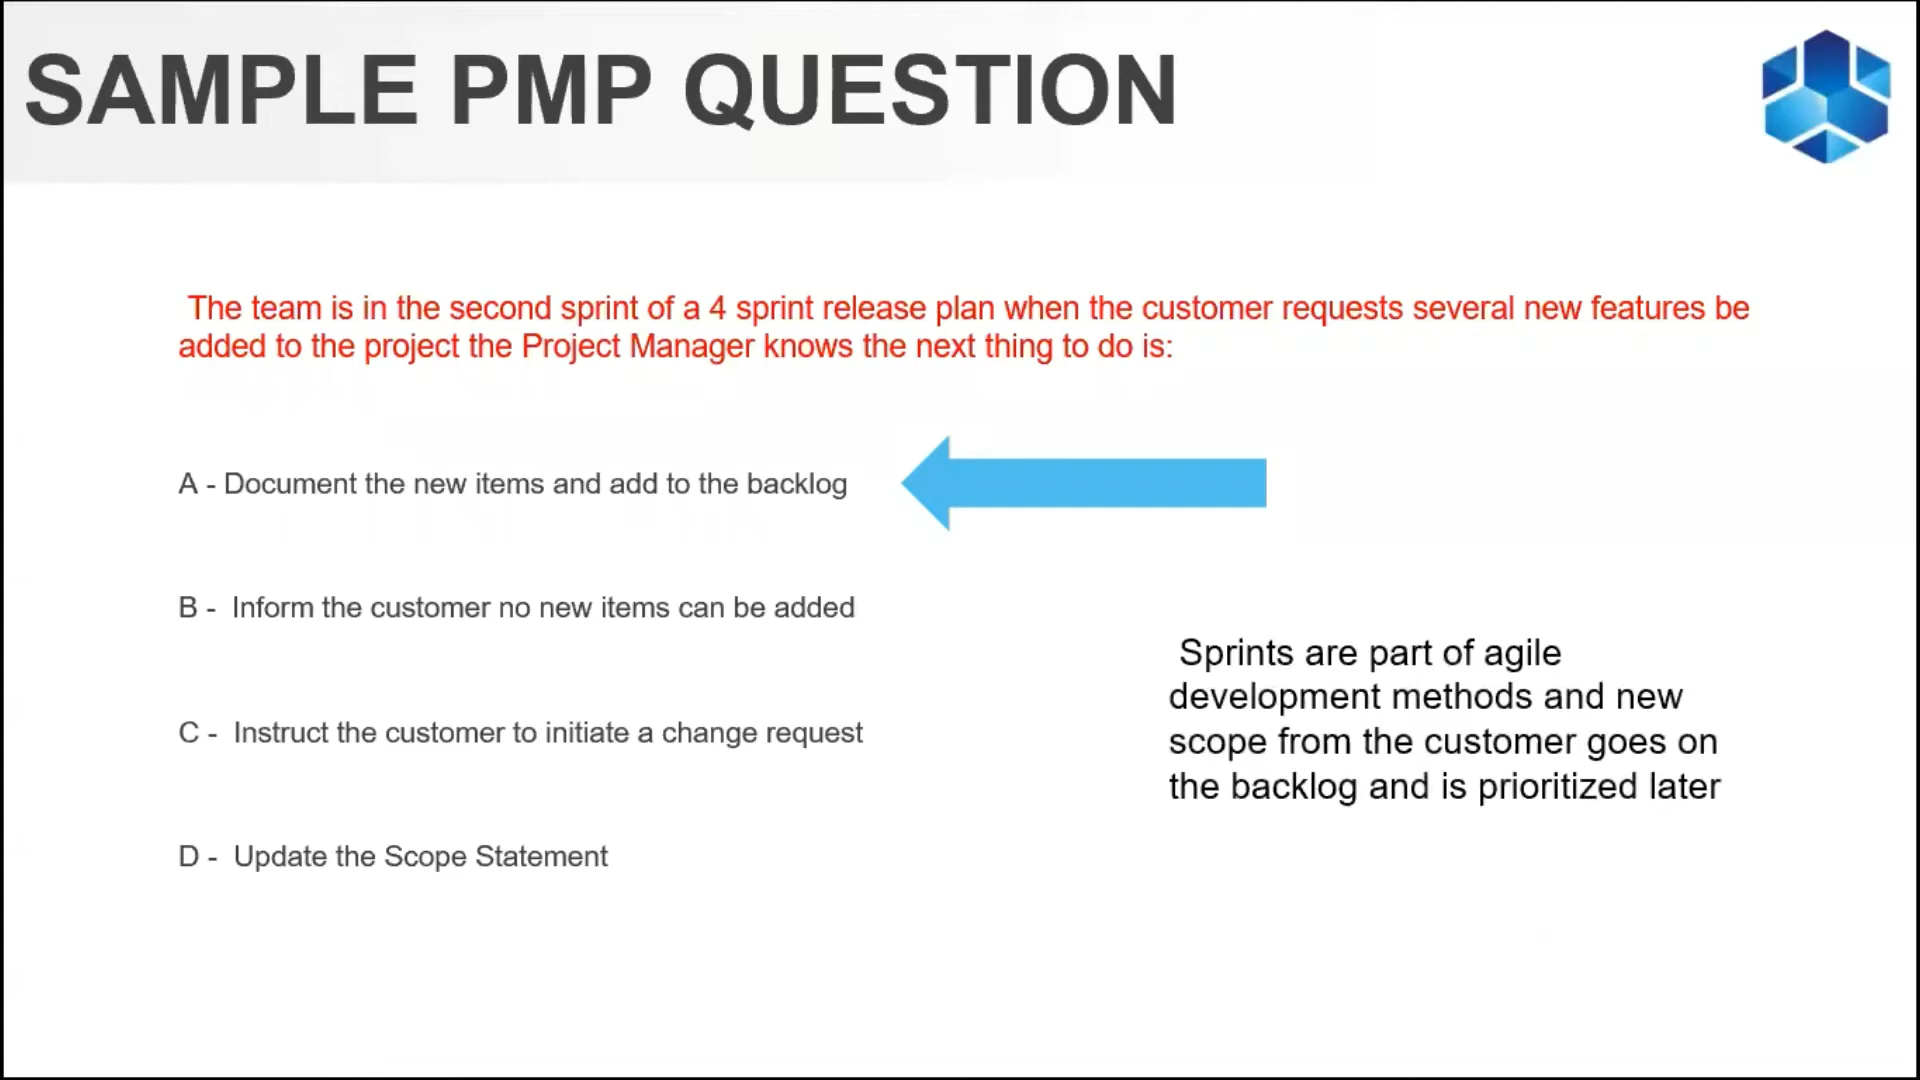 SAMPLE PMP QUESTION
The team is in the second sprint of a 4 sprint release plan when the customer requests several new features be
added to the project the Project Manager knows the next thing to do is:
A - Document the new items and add to the backlog
B - Inform the customer no new items can be added
C - Instruct the customer to initiate a change request
D - Update the Scope Statement
Sprints are part of agile
development methods and new
scope from the customer goes on
the backlog and is prioritized later